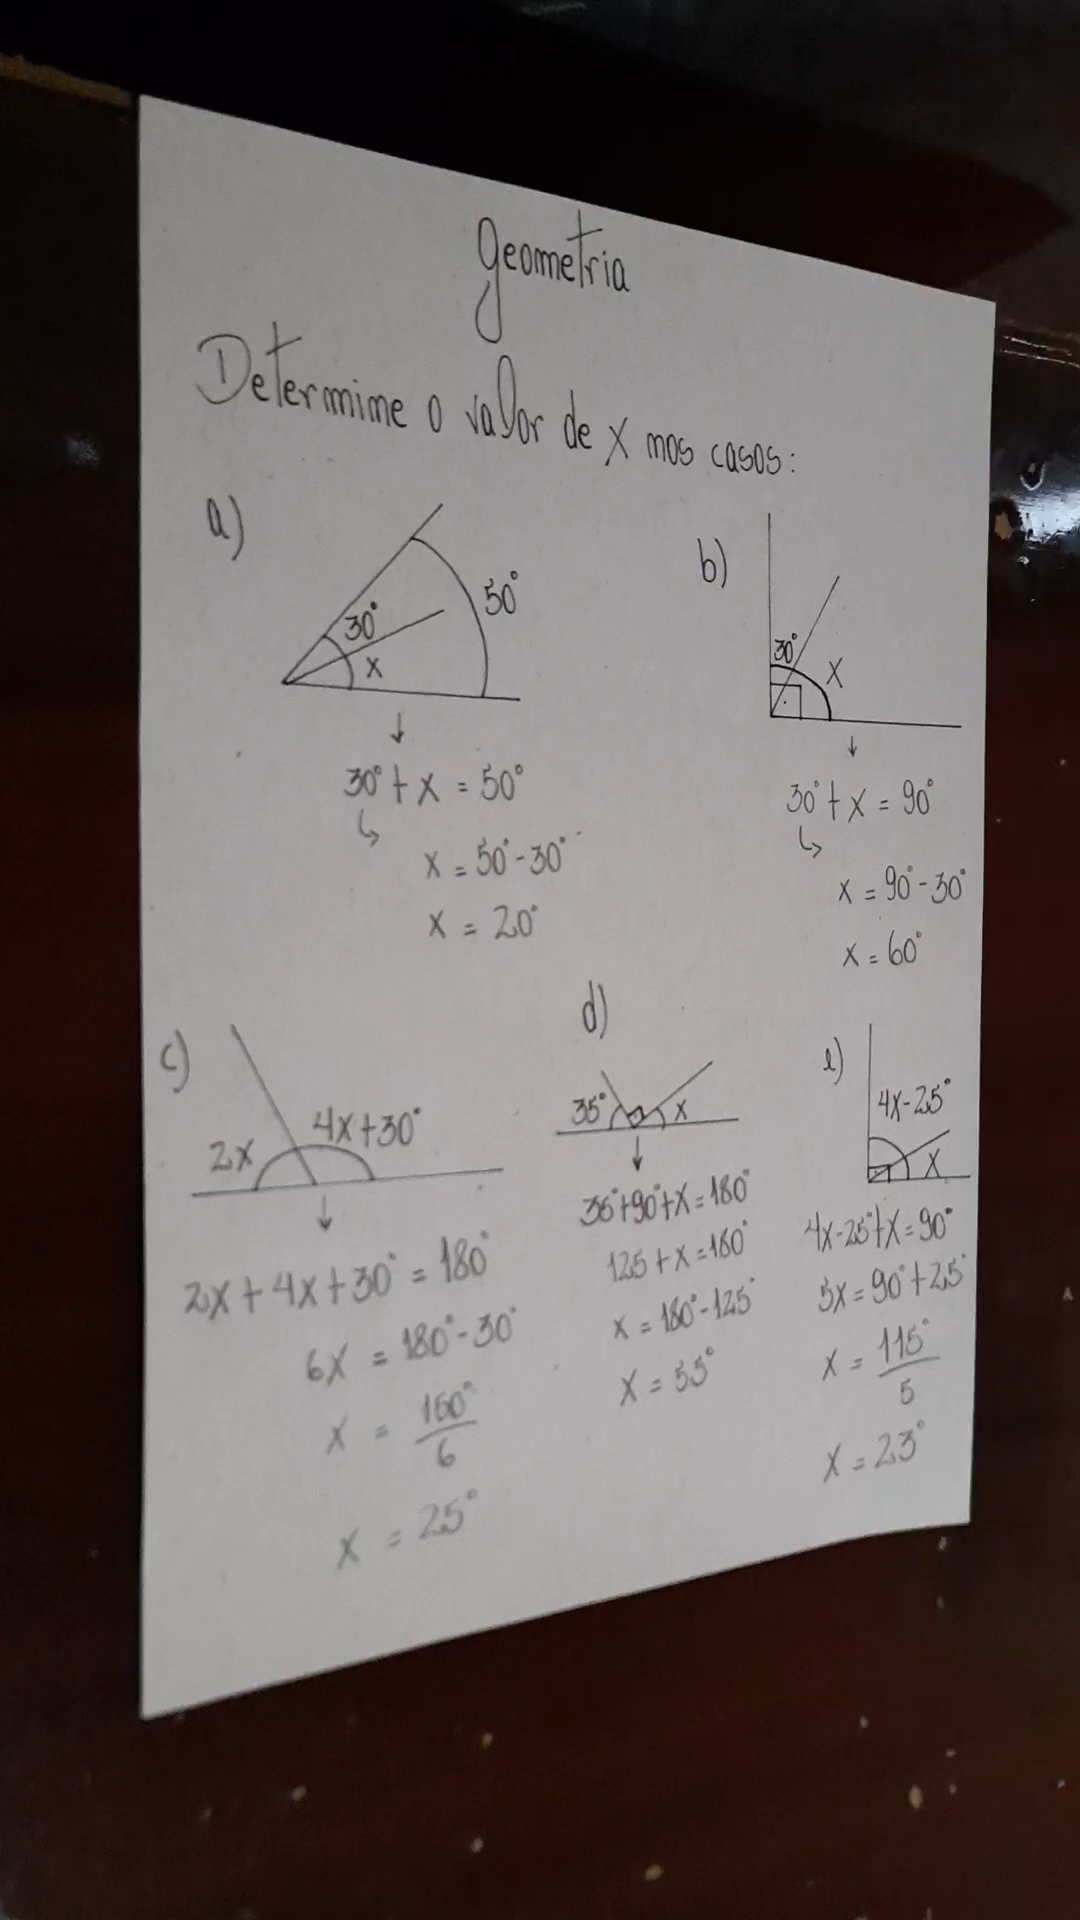 Geometria
Determine o valor de x nos casos:
a)
30°
x
50°
30° + x = 50°
x = 50° - 30°
x = 20°
b)
30°
x
30° + x = 90°
x = 90° - 30°
x = 60°
c)
2x
4x+30°
2x + 4x + 30° = 180°
6x = 180° - 30°
x = 150°/6
x = 25°
d)
35°
x
35°+90°+x=180°
125+x=180°
x = 180° - 125°
x = 55°
e)
4x-25°
x
4x-25°+x=90°
5x=90°+25°
x = 115°/5
x = 23°